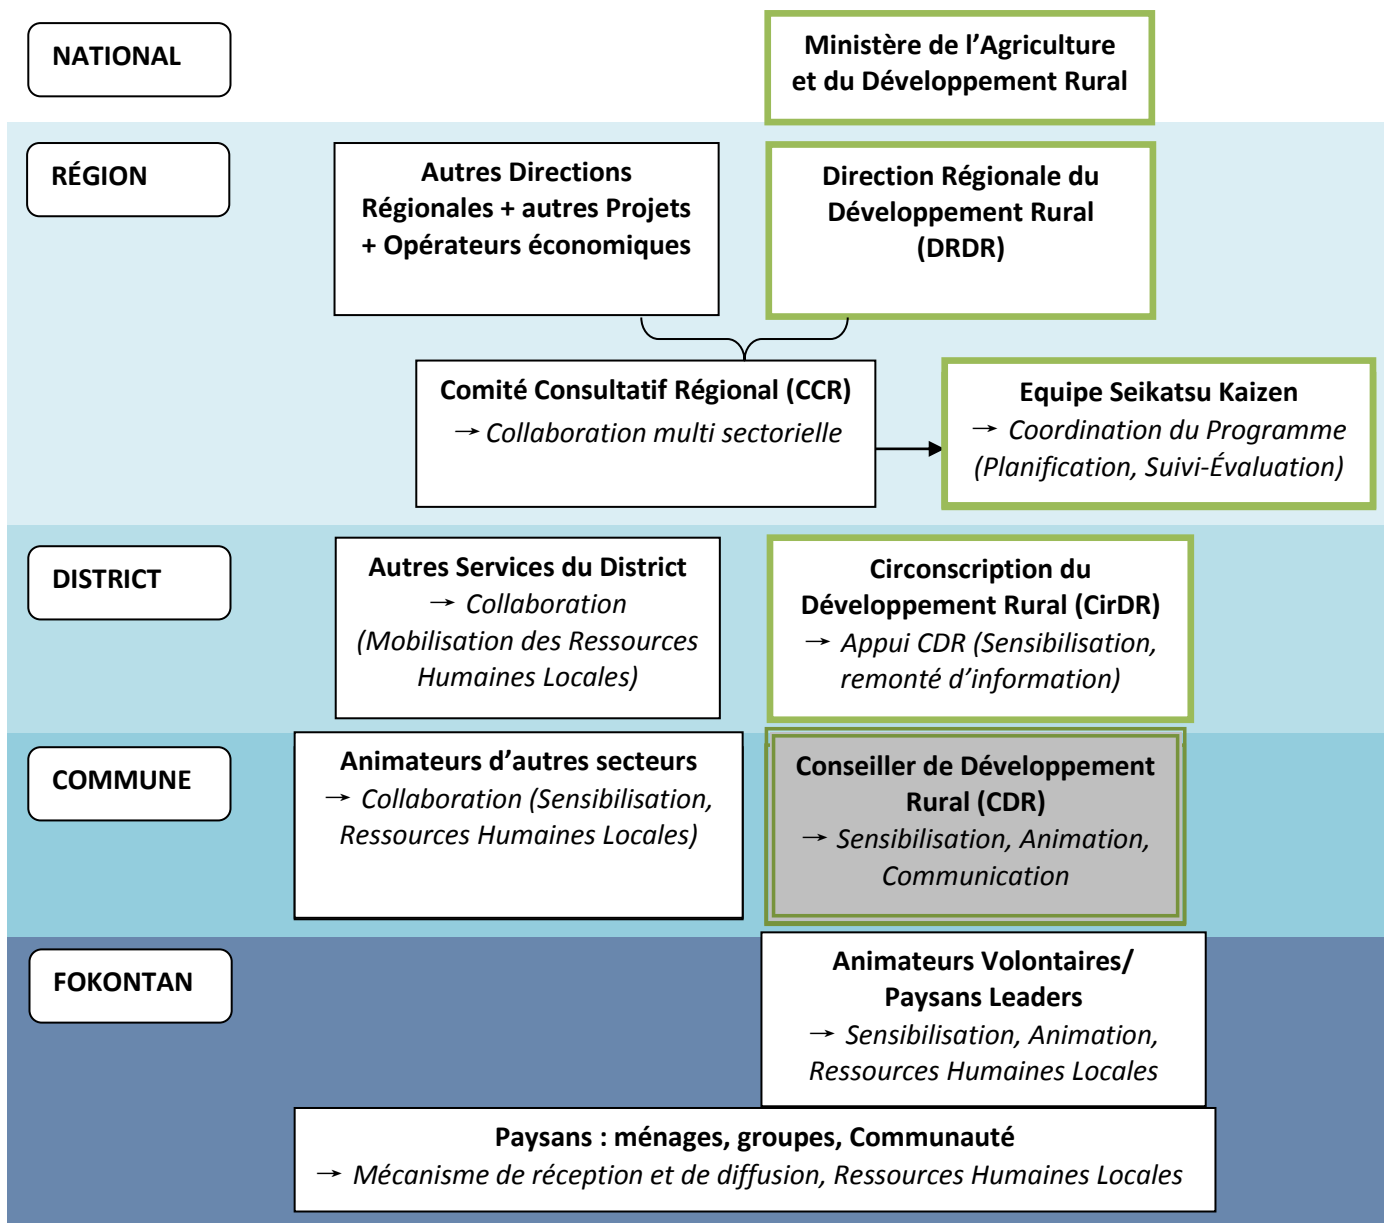 NATIONAL
Ministère de l’Agriculture
et du Développement Rural
RÉGION
Autres Directions
Régionales + autres Projets
+ Opérateurs économiques
Direction Régionale du
Développement Rural
(DRDR)
Comité Consultatif Régional (CCR)
→ Collaboration multi sectorielle
Equipe Seikatsu Kaizen
→ Coordination du Programme
(Planification, Suivi-Évaluation)
DISTRICT
Autres Services du District
→ Collaboration
(Mobilisation des Ressources
Humaines Locales)
Circonscription du
Développement Rural (CirDR)
→ Appui CDR (Sensibilisation,
remonté d’information)
COMMUNE
Animateurs d’autres secteurs
→ Collaboration (Sensibilisation,
Ressources Humaines Locales)
Conseiller de Développement
Rural (CDR)
→ Sensibilisation, Animation,
Communication
FOKONTAN
Animateurs Volontaires/
Paysans Leaders
→ Sensibilisation, Animation,
Ressources Humaines Locales
Paysans : ménages, groupes, Communauté
→ Mécanisme de réception et de diffusion, Ressources Humaines Locales